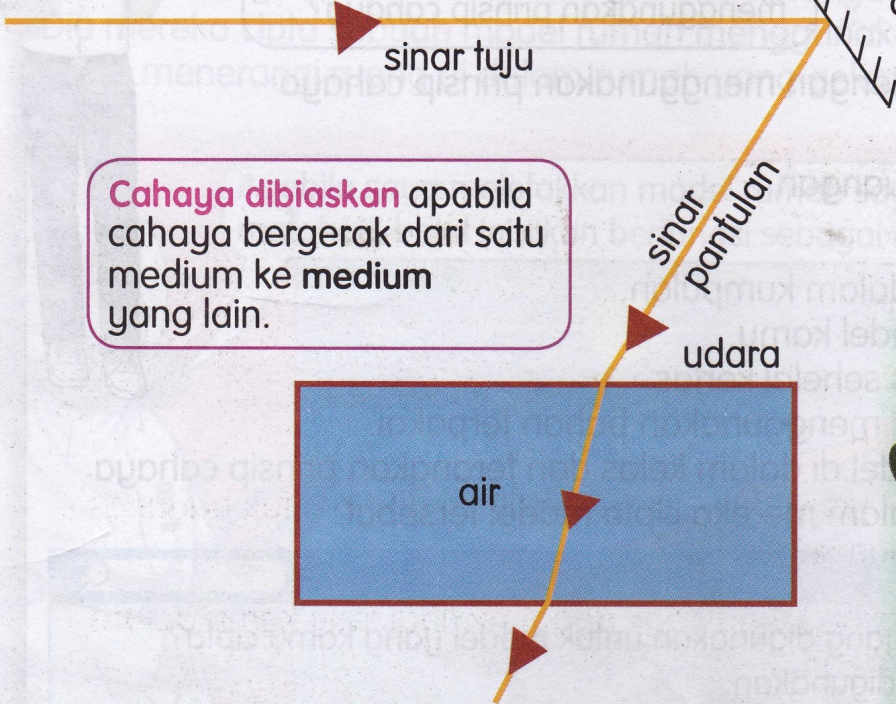 sinar tuju
Cahaya dibiaskan apabila
cahaya bergerak dari satu
medium ke medium
yang lain.
sinar
pantulan
udara
air